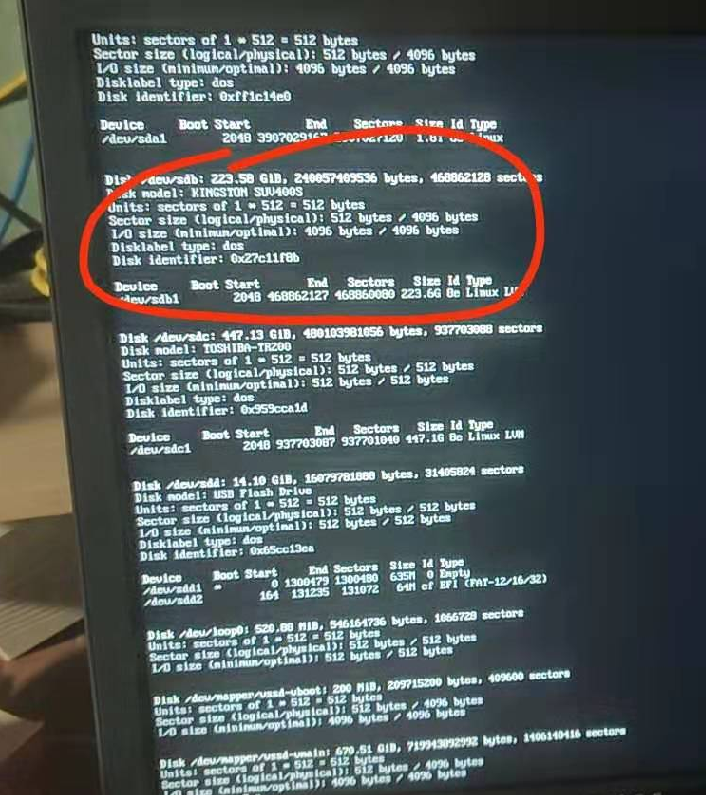 Units: sectors of 1 * 512 = 512 bytes
Sector size (logical/physical): 512 bytes / 4096 bytes
I/O size (minimum/optimal): 4096 bytes / 4096 bytes
Disklabel type: dos
Disk identifier: 0xff1c14e0
Device Boot Start End Sectors Size Id Type
/dev/sda1 2048 Linux
Disk /dev/sdb: 223.58 GiB, 240057409536 bytes, 468862128 sectors
Disk model: KINGSTON SUV400S
Units: sectors of 1 * 512 = 512 bytes
Sector size (logical/physical): 512 bytes / 4096 bytes
I/O size (minimum/optimal): 4096 bytes / 4096 bytes
Disklabel type: dos
Disk identifier: 0x27c11f8b
Device Boot Start End Sectors Size Id Type
/dev/sdb1 2048 468862127 468860080 223.6G 8e Linux
Disk /dev/sdc: 447.13 GiB, 480103981056 bytes, 937703088 sectors
Disk model: TOSHIBA-TR200
Units: sectors of 1 * 512 = 512 bytes
Sector size (logical/physical): 512 bytes / 512 bytes
I/O size (minimum/optimal): 512 bytes / 512 bytes
Disklabel type: dos
Disk identifier: 0x959cca1d
Device Boot Start End Sectors Size Id Type
/dev/sdc1 2048 937703087 937701040 447.1G 8e Linux LVM
Disk /dev/sdd: 14.10 GiB, bytes, 31405824 sectors
Disk model: USB Flash Drive
Units: sectors of 1 * 512 = 512 bytes
Sector size (logical/physical): 512 bytes / 512 bytes
I/O size (minimum/optimal): 512 bytes / 512 bytes
Disklabel type: dos
Disk identifier: 0x65cc13ea
Device Boot Start End Sectors Size Id Type
/dev/sdd1 * 0 1300479 1300480 635M 0 Empty
/dev/sdd2 164 131235 131072 64M ef EFI (FAT-12/16/32)
Disk /dev/loop0: 520.88 MiB, 546164736 bytes, 1066728 sectors
Units: sectors of 1 * 512 = 512 bytes
Sector size (logical/physical): 512 bytes / 512 bytes
I/O size (minimum/optimal): 512 bytes / 512 bytes
Disk /dev/mapper/ussd-vboot: 200 MiB, 209715200 bytes, 409600 sectors
Units: sectors of 1 * 512 = 512 bytes
Sector size (logical/physical): 512 bytes / 4096 bytes
I/O size (minimum/optimal): 4096 bytes / 4096 bytes
Disk /dev/mapper/ussd-vmain: 670.51 GiB, 719943892992 bytes, 1406140416 sectors
Units: sectors of 1 * 512 = 512 bytes
Sector size (logical/physical): 512 bytes / 4096 bytes
I/O size (minimum/optimal): 4096 bytes / 4096 bytes